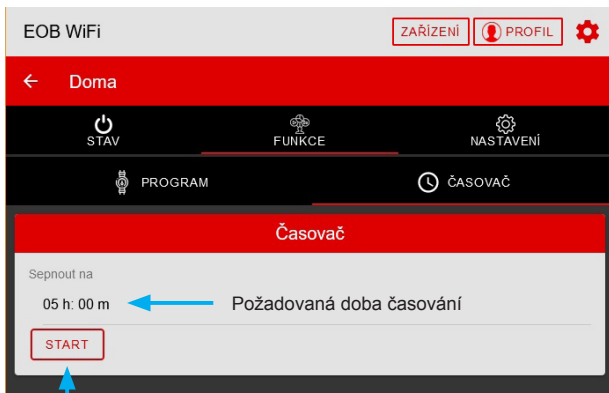 EOB WiFi
ZAŘÍZENÍ
PROFIL
Doma
STAV
FUNKCE
NASTAVENÍ
PROGRAM
ČASOVAČ
Časovač
Sepnout na
05 h: 00 m
Požadovaná doba časování
START